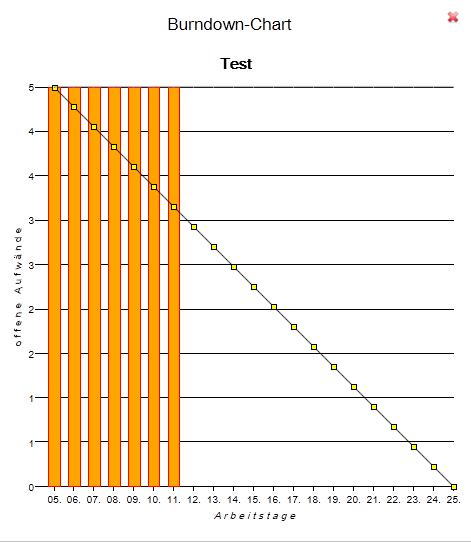 Burndown-Chart
Test
offene Aufwände
5
4
4
3
3
2
2
1
1
0
05. 06. 07. 08. 09. 10. 11. 12. 13. 14. 15. 16. 17. 18. 19. 20. 21. 22. 23. 24. 25.
Arbeitstage